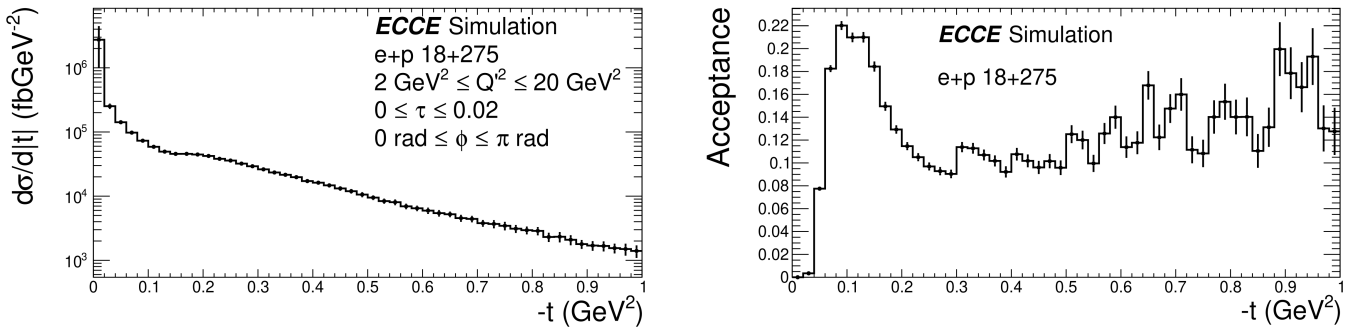 dσ/d|t| (fbGeV⁻²)
10⁶
10⁵
10⁴
10³
ECCE Simulation
e+p 18+275
2 GeV² ≤ Q'² ≤ 20 GeV²
0 ≤ τ ≤ 0.02
0 rad ≤ ϕ ≤ π rad
0 0.1 0.2 0.3 0.4 0.5 0.6 0.7 0.8 0.9 1
-t (GeV²)
Acceptance
0.22
0.2
0.18
0.16
0.14
0.12
0.1
0.08
0.06
0.04
0.02
0
ECCE Simulation
e+p 18+275
0 0.1 0.2 0.3 0.4 0.5 0.6 0.7 0.8 0.9 1
-t (GeV²)